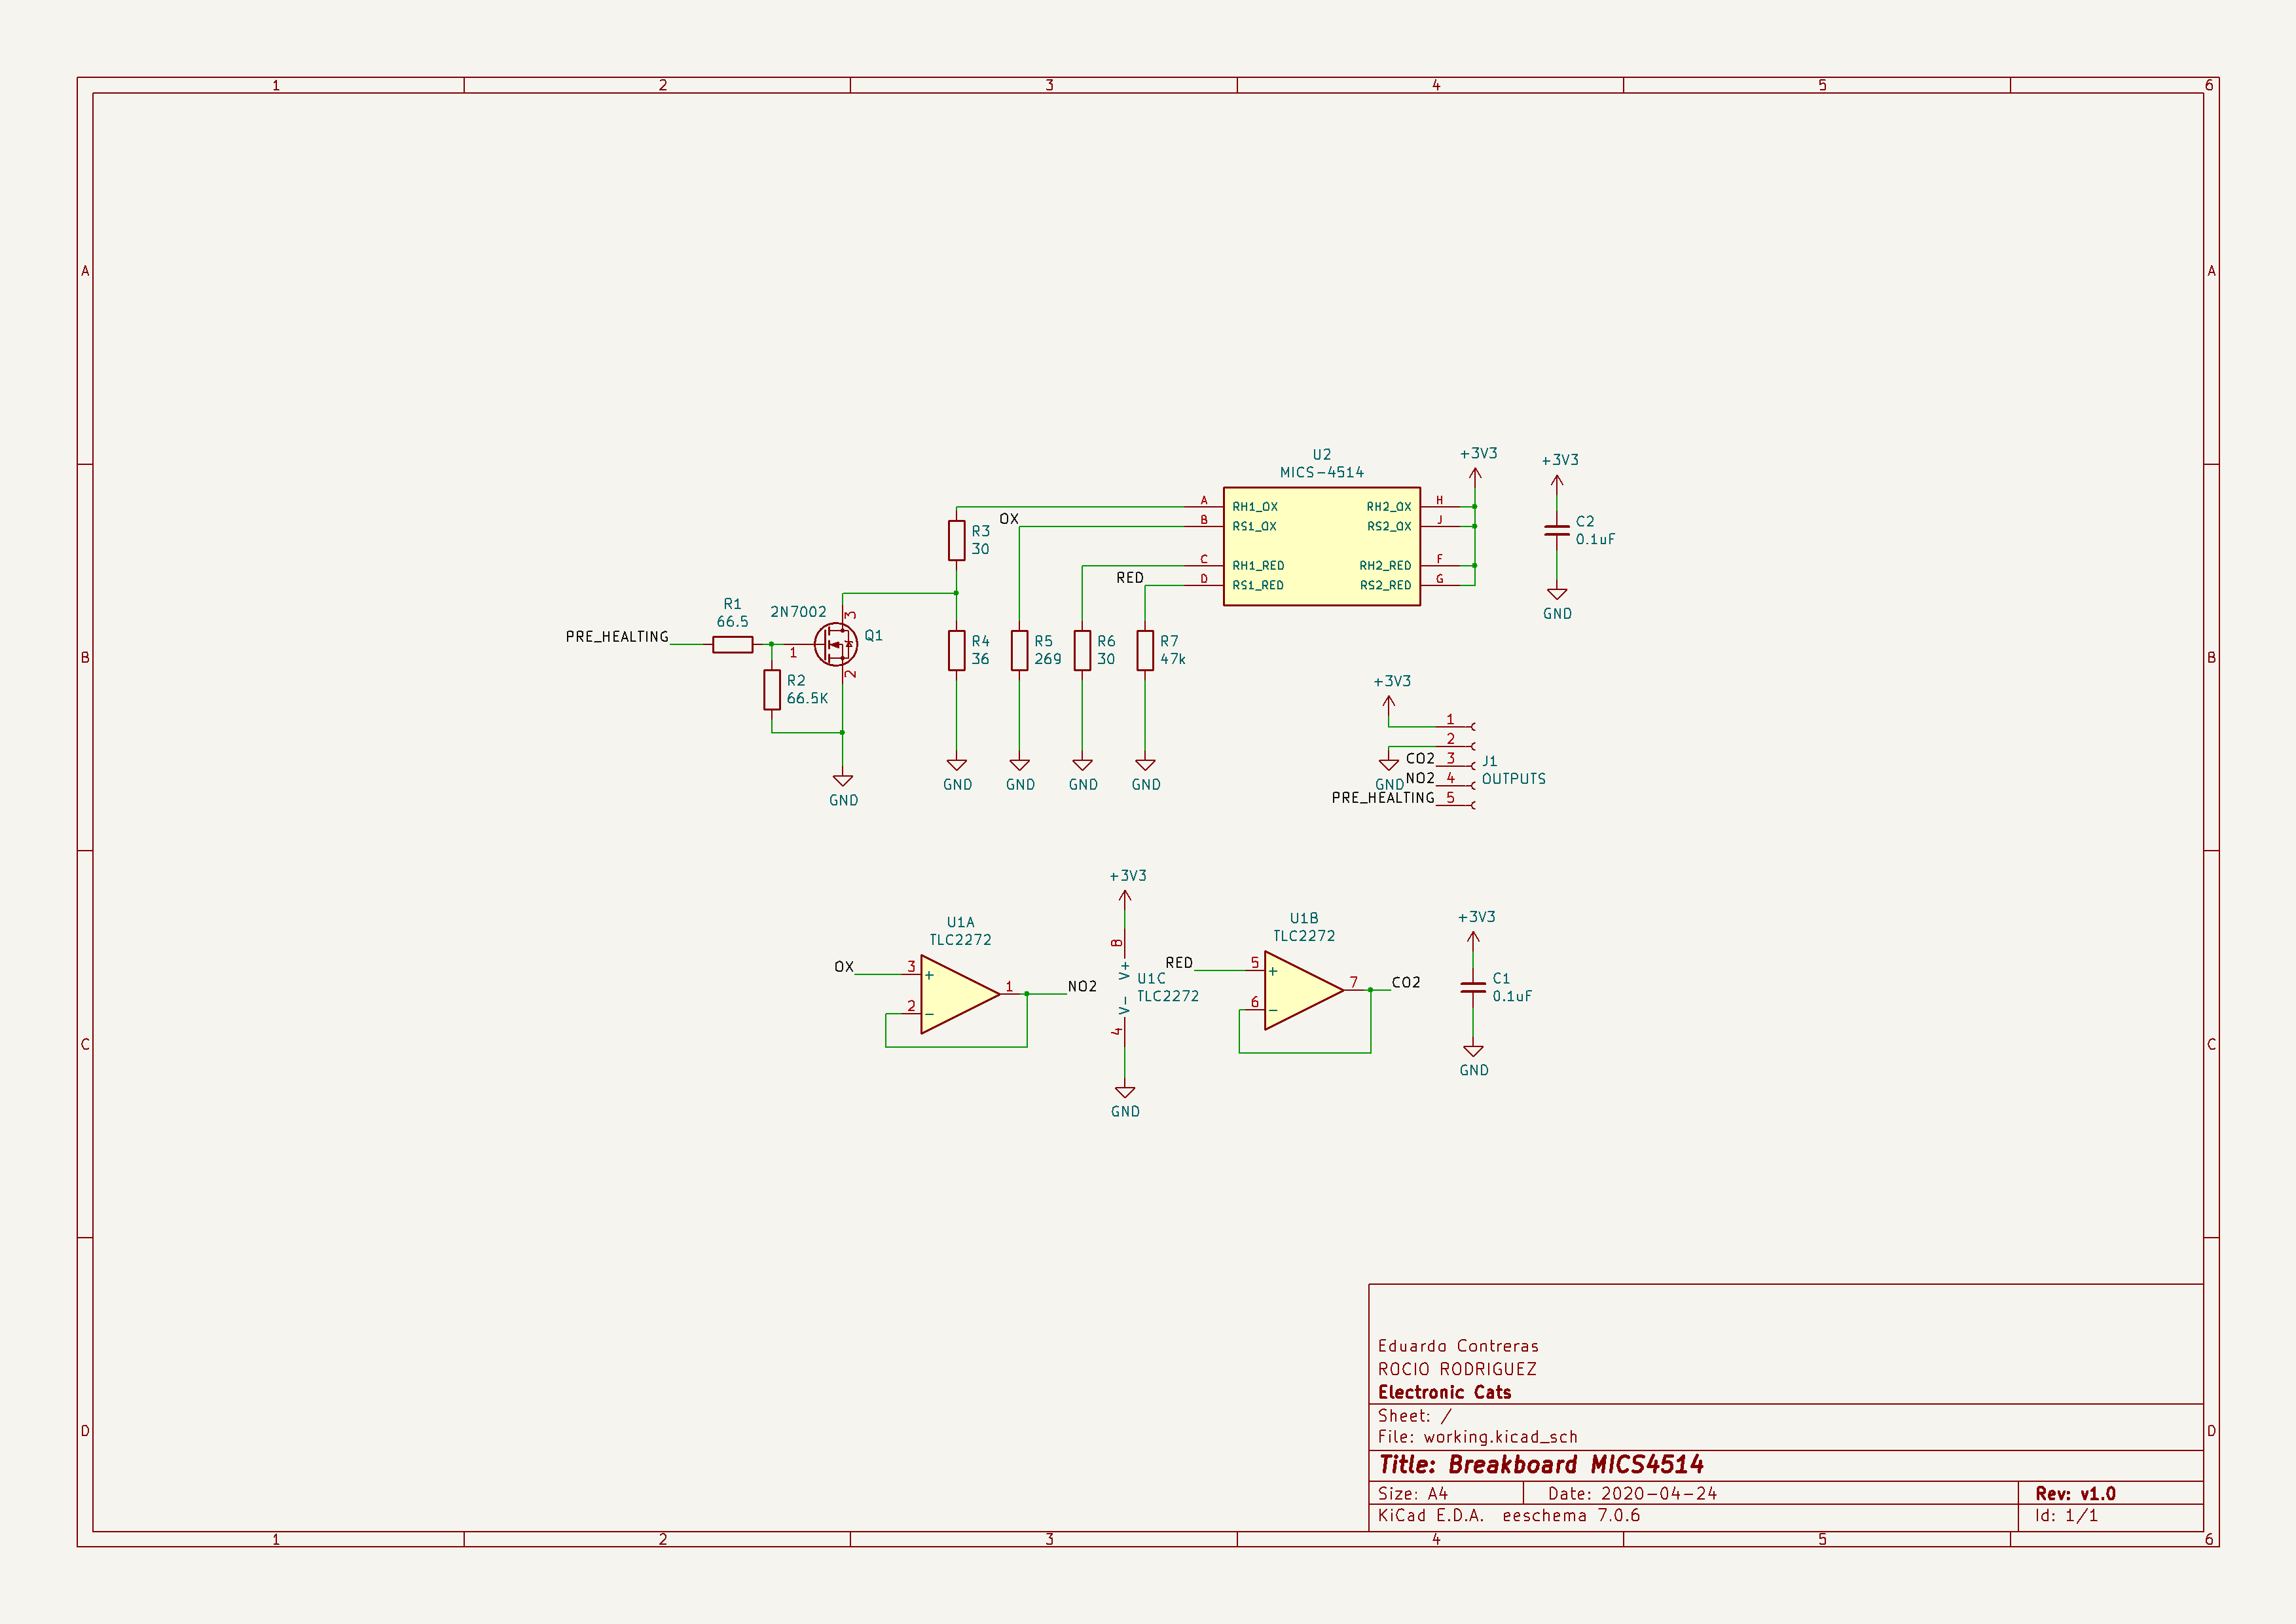 1 2 3 4 5 6
A A
U2
MICS-4514
+3V3
+3V3
A RH1_OX RH2_OX H
B RS1_OX RS2_OX J
C RH1_RED RH2_RED F
D RS1_RED RS2_RED G
OX
RED
C2
0.1uF
GND
R3
30
PRE_HEALTING
R1
66.5
2N7002
Q1
1
3
2
R2
66.5K
GND
B B
R4
36
R5
269
R6
30
R7
47k
GND GND GND GND
+3V3
1
2
CO2 3
GND
NO2 4
PRE_HEALTING 5
J1
OUTPUTS
U1A
TLC2272
OX 3 +
2 -
1 NO2
+3V3
8
V+
V-
4
U1C
TLC2272
GND
U1B
TLC2272
RED 5 +
6 -
7 CO2
+3V3
C1
0.1uF
GND
C C
D D
Eduardo Contreras
ROCIO RODRIGUEZ
Electronic Cats
Sheet: /
File: working.kicad_sch
Title: Breakboard MICS4514
Size: A4 Date: 2020-04-24 Rev: v1.0
KiCad E.D.A. eeschema 7.0.6 Id: 1/1
1 2 3 4 5 6